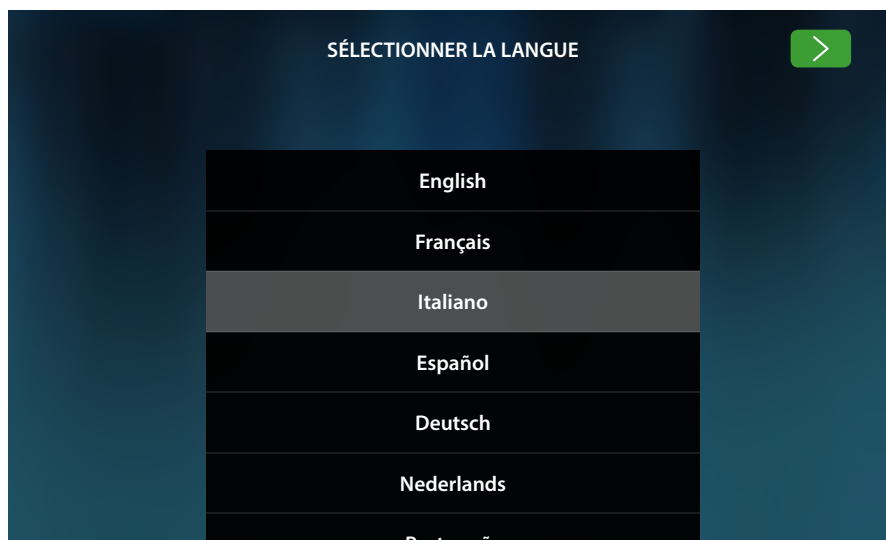 SÉLECTIONNER LA LANGUE
English
Français
Italiano
Español
Deutsch
Nederlands